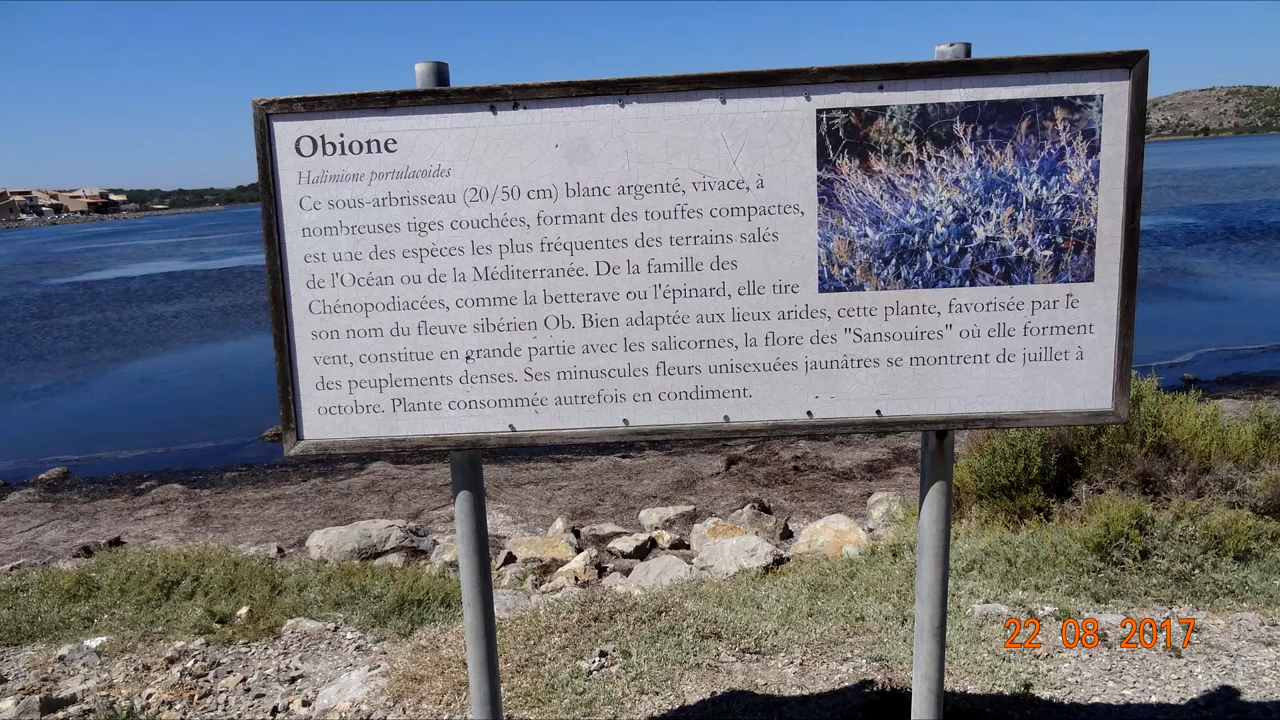 Obione
Halimione portulacoides
Ce sous-arbrisseau (20/50 cm) blanc argenté, vivace, à
nombreuses tiges couchées, formant des touffes compactes,
est une des espèces les plus fréquentes des terrains salés
de l'Océan ou de la Méditerranée. De la famille des
Chénopodiacées, comme la betterave ou l'épinard, elle tire
son nom du fleuve sibérien Ob. Bien adaptée aux lieux arides, cette plante, favorisée par le
vent, constitue en grande partie avec les salicornes, la flore des "Sansouires" où elle forment
des peuplements denses. Ses minuscules fleurs unisexuées jaunâtres se montrent de juillet à
octobre. Plante consommée autrefois en condiment.
22 08 2017